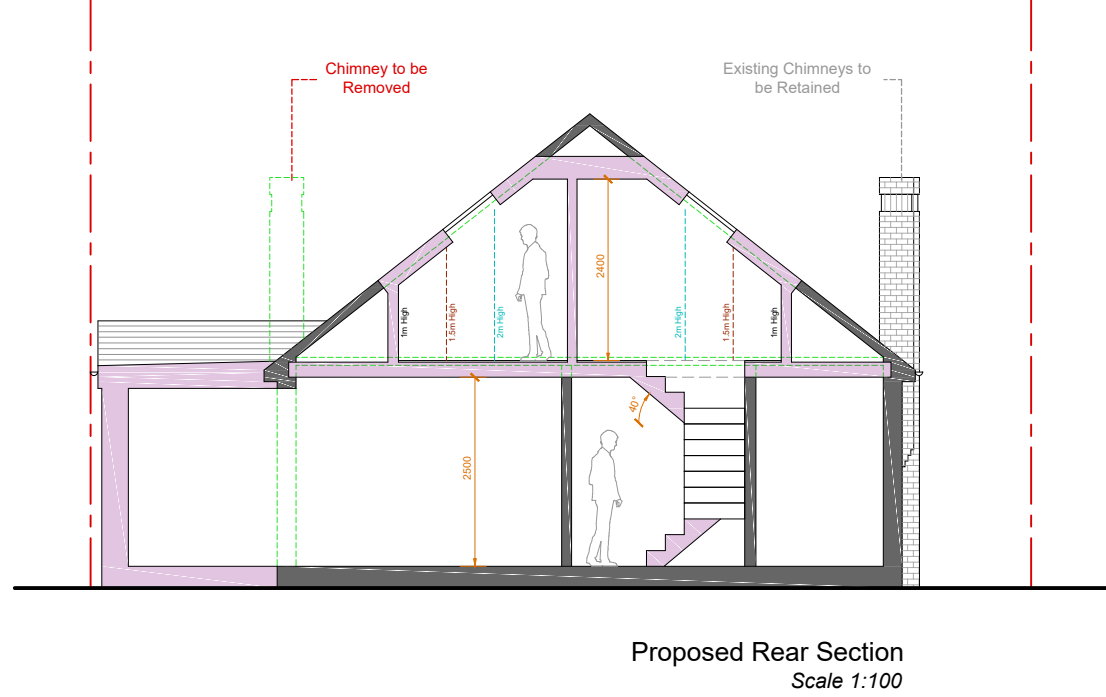 Chimney to be
Removed
Existing Chimneys to
be Retained
1m High
1.5m High
2m High
2400
2m High
1.5m High
1m High
2500
40°
Proposed Rear Section
Scale 1:100